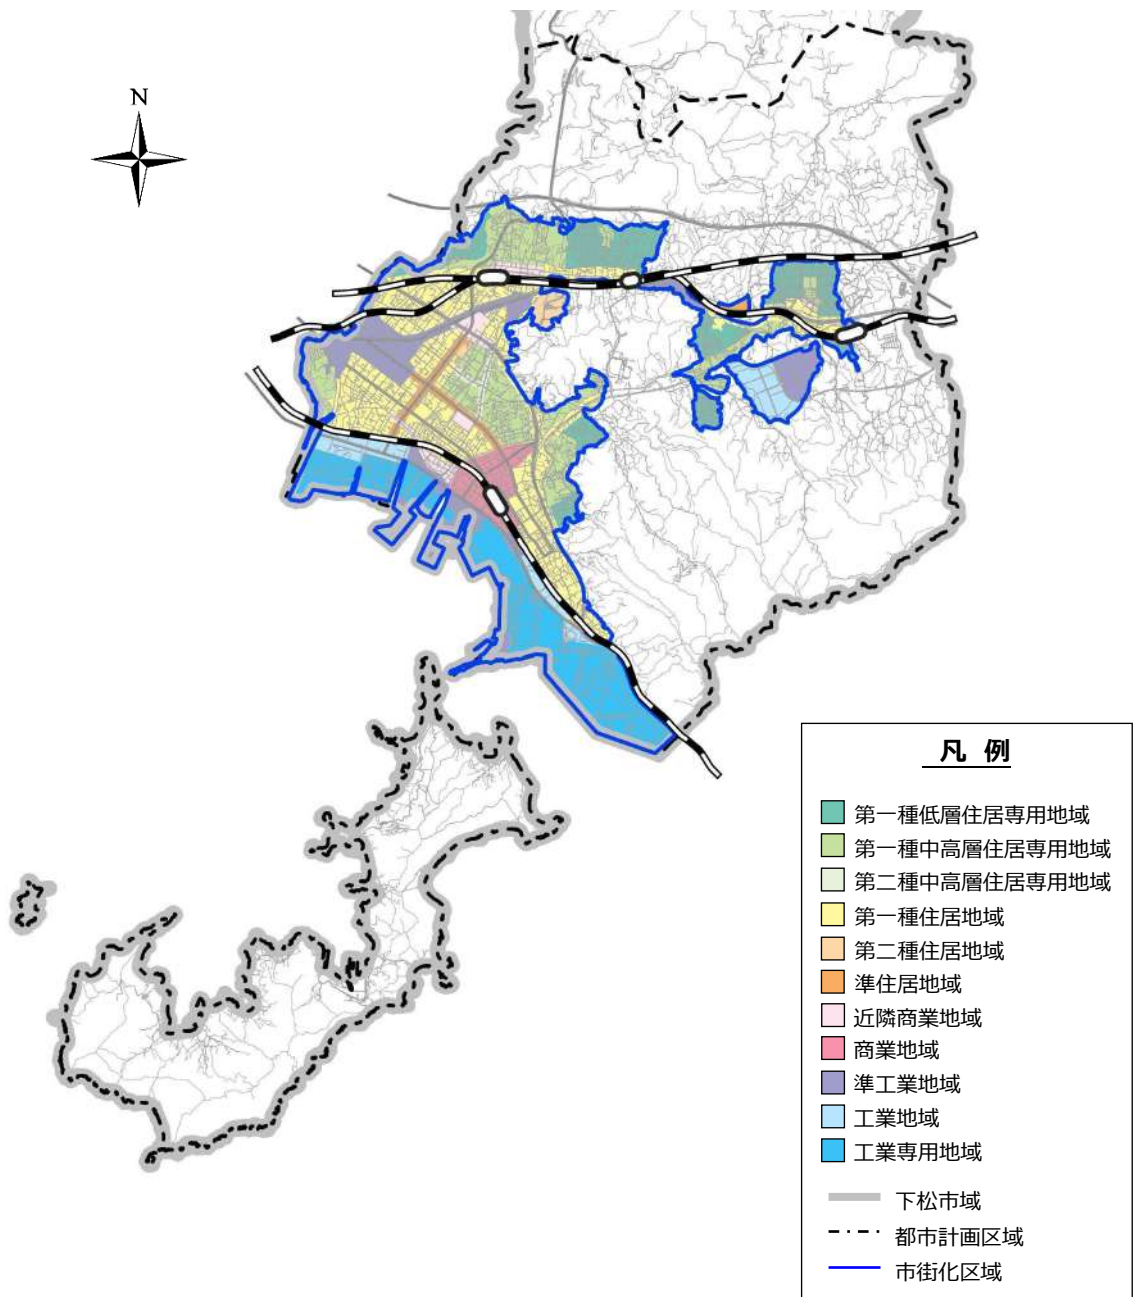 N
凡 例
第一種低層住居専用地域
第一種中高層住居専用地域
第二種中高層住居専用地域
第一種住居地域
第二種住居地域
準住居地域
近隣商業地域
商業地域
準工業地域
工業地域
工業専用地域
下松市域
都市計画区域
市街化区域